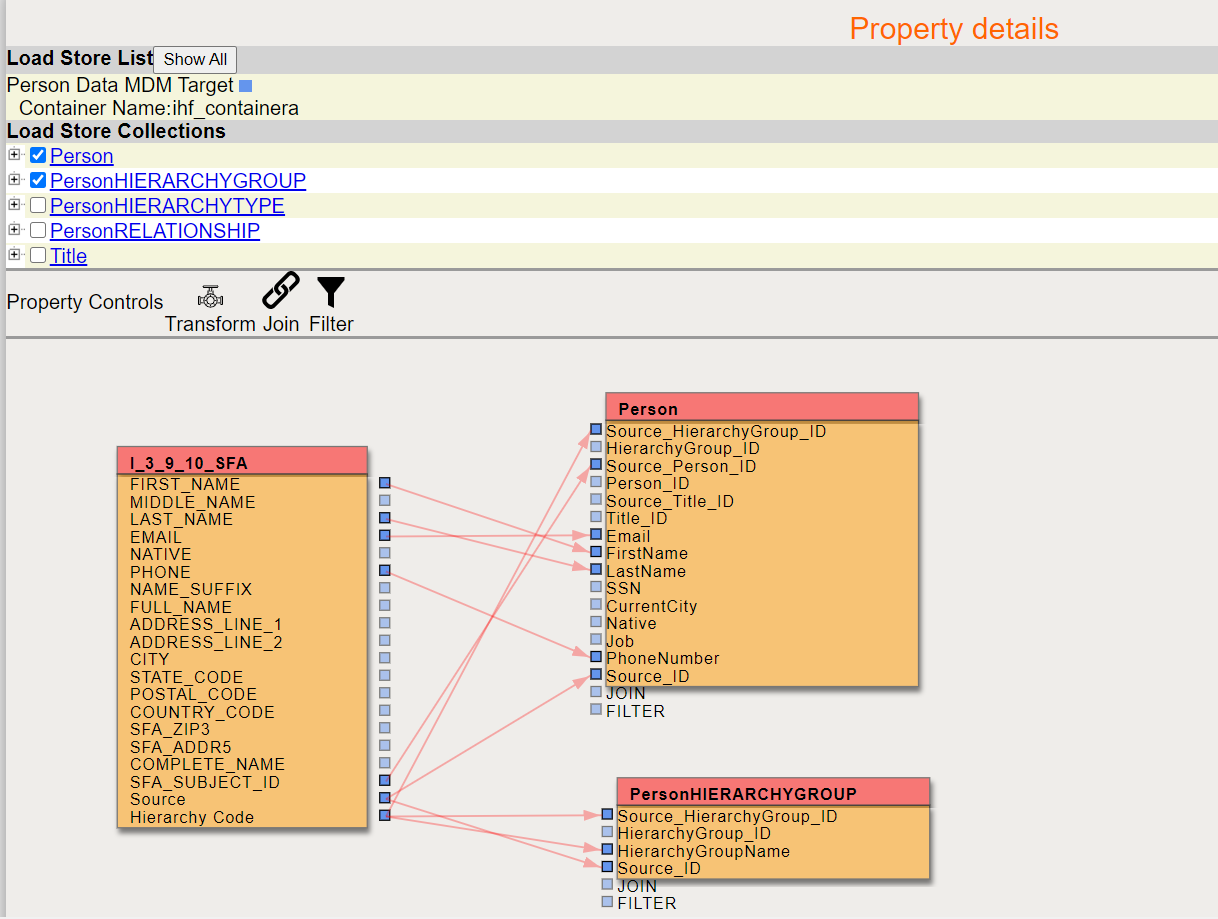 Property details
Load Store List Show All
Person Data MDM Target
Container Name:ihf_containera
Load Store Collections
Person
PersonHIERARCHYGROUP
PersonHIERARCHYTYPE
PersonRELATIONSHIP
Title
Property Controls
Transform Join Filter
I_3_9_10_SFA
FIRST_NAME
MIDDLE_NAME
LAST_NAME
EMAIL
NATIVE
PHONE
NAME_SUFFIX
FULL_NAME
ADDRESS_LINE_1
ADDRESS_LINE_2
CITY
STATE_CODE
POSTAL_CODE
COUNTRY_CODE
SFA_ZIP3
SFA_ADDR5
COMPLETE_NAME
SFA_SUBJECT_ID
Source
Hierarchy Code
Person
Source_HierarchyGroup_ID
HierarchyGroup_ID
Source_Person_ID
Person_ID
Source_Title_ID
Title_ID
Email
FirstName
LastName
SSN
CurrentCity
Native
Job
PhoneNumber
Source_ID
JOIN
FILTER
PersonHIERARCHYGROUP
Source_HierarchyGroup_ID
HierarchyGroup_ID
HierarchyGroupName
Source_ID
JOIN
FILTER